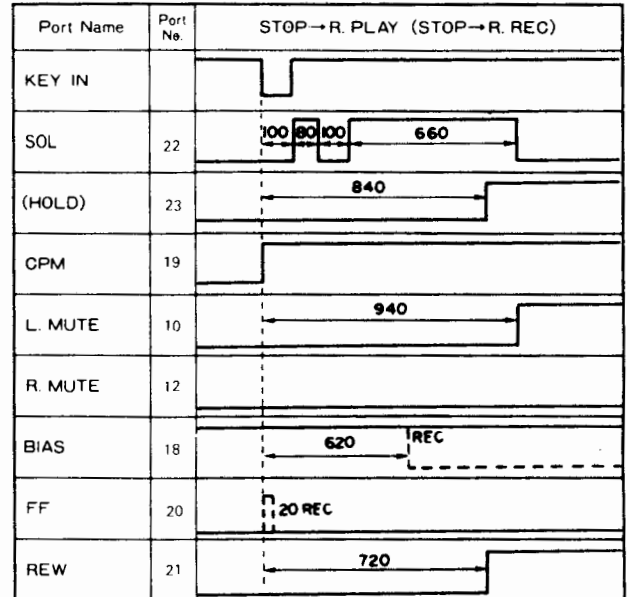 Port Name Port No. STOP→R. PLAY (STOP→R. REC)
KEY IN
SOL 22 100 80 100 660
(HOLD) 23 840
CPM 19
L. MUTE 10 940
R. MUTE 12
BIAS 18 620 REC
FF 20 20 REC
REW 21 720